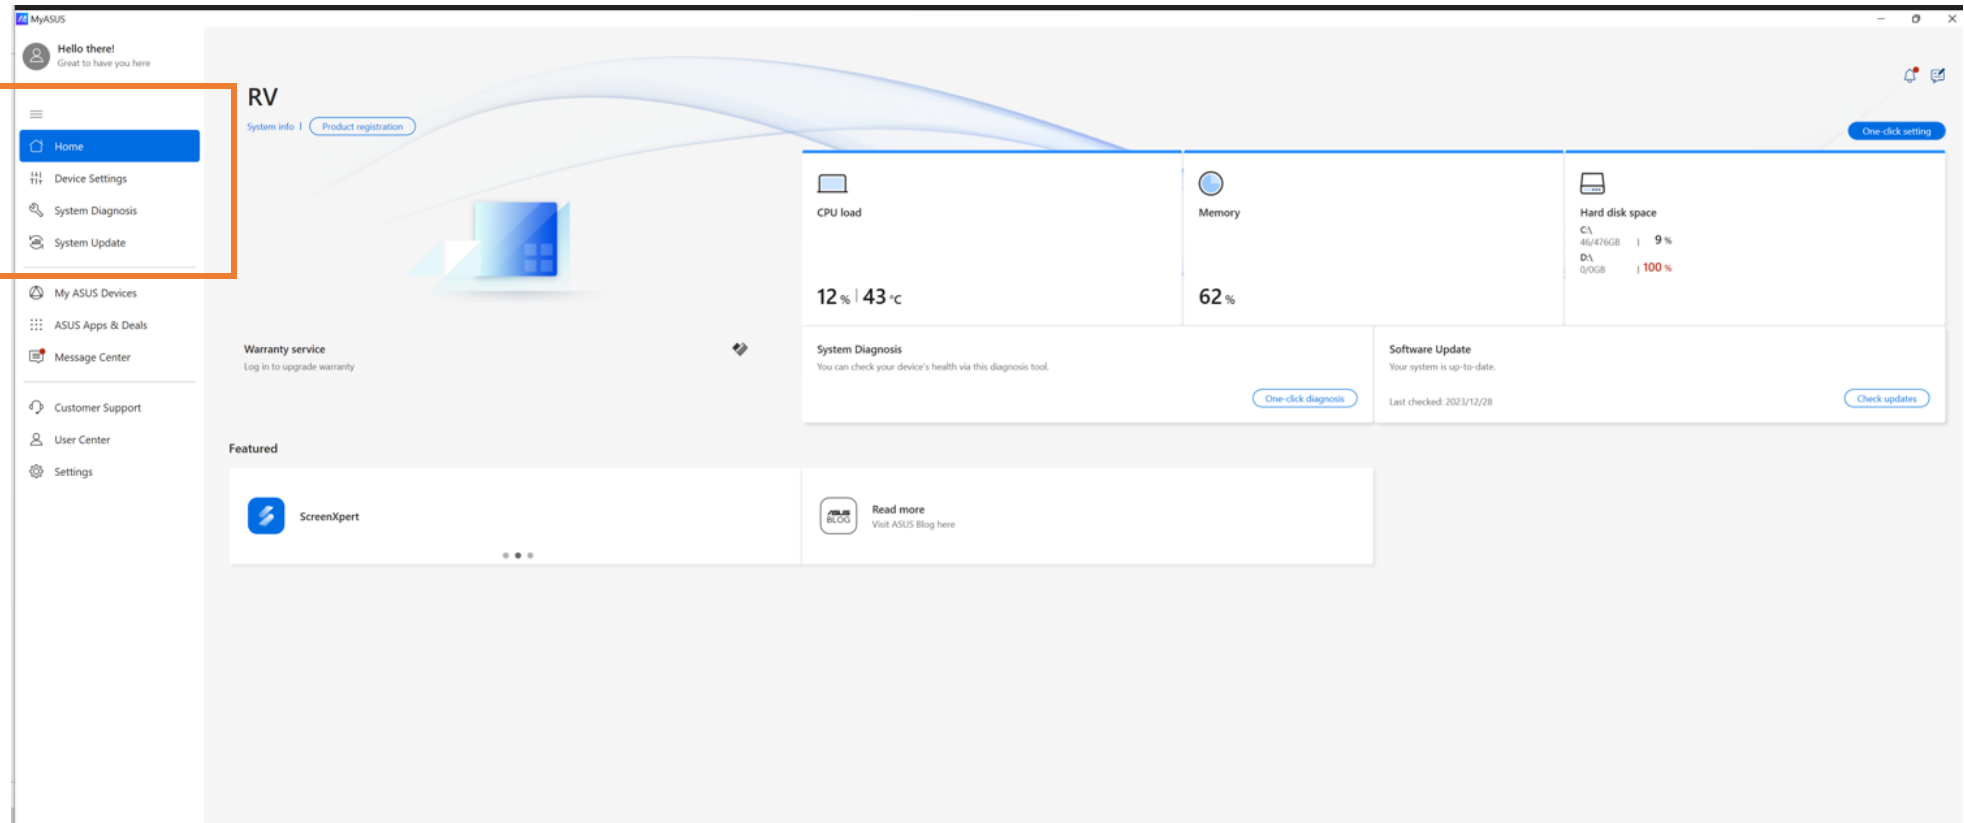 MyASUS
Hello there!
Great to have you here
Home
Device Settings
System Diagnosis
System Update
My ASUS Devices
ASUS Apps & Deals
Message Center
Customer Support
User Center
Settings
RV
System info | Product registration
One-click setting
CPU load
12 % | 43 °C
Memory
62 %
Hard disk space
C:\
46/476GB | 9 %
D:\
0/0GB | 100 %
Warranty service
Log in to upgrade warranty
System Diagnosis
You can check your device's health via this diagnosis tool.
One-click diagnosis
Software Update
Your system is up-to-date.
Last checked: 2023/12/28
Check updates
Featured
ScreenXpert
ASUS
BLOG
Read more
Visit ASUS Blog here